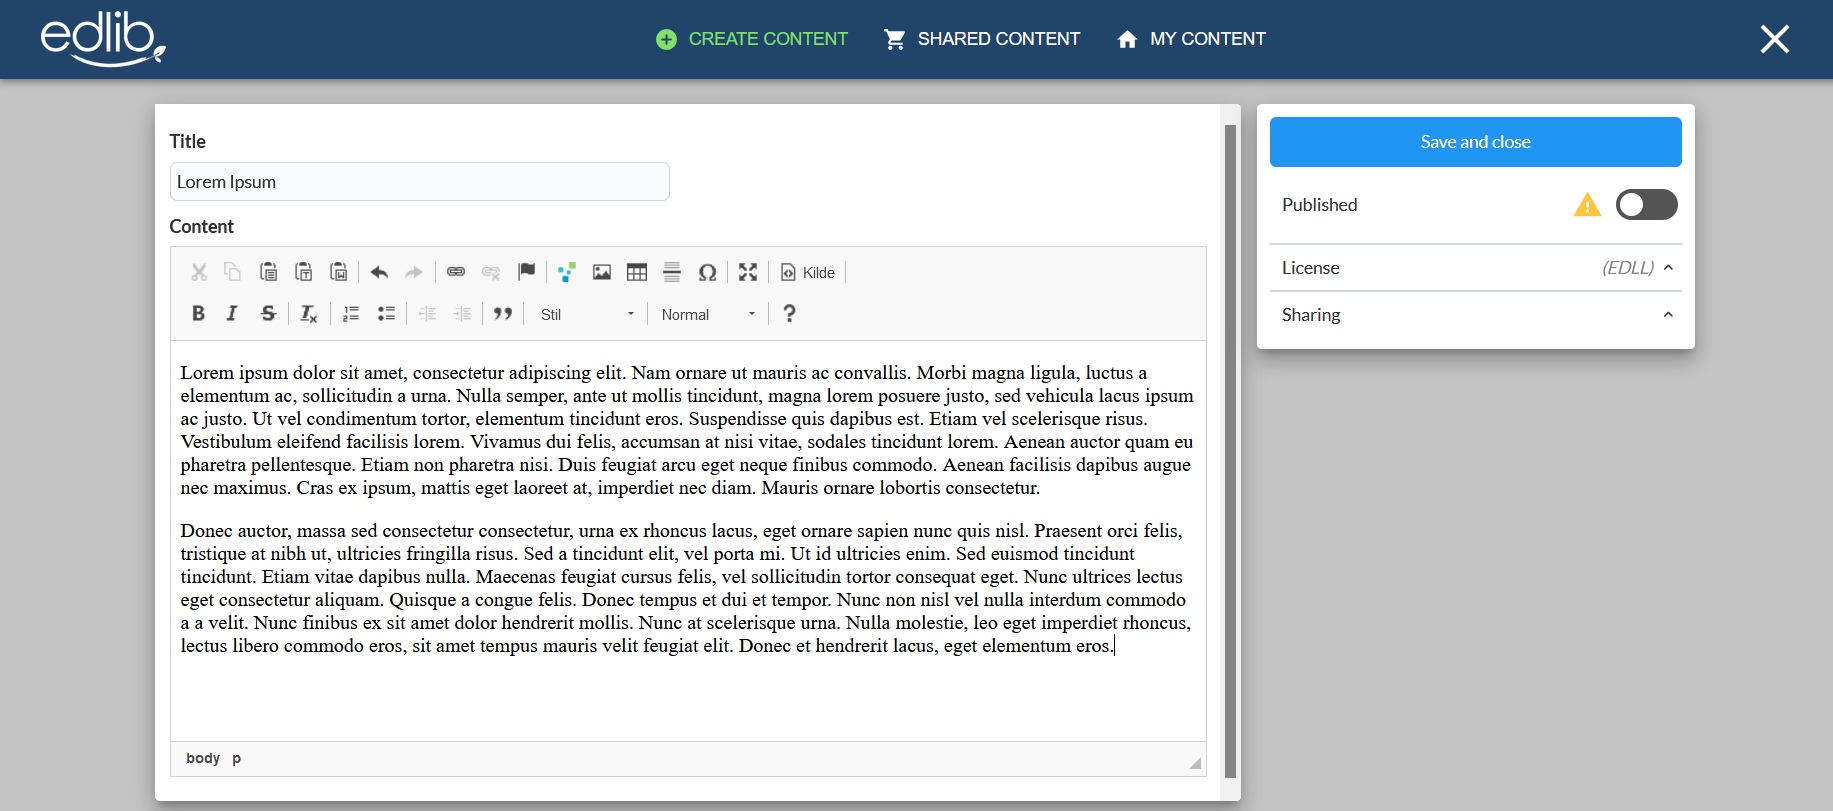 edlib
CREATE CONTENT SHARED CONTENT MY CONTENT
Title
Lorem Ipsum
Content
Kilde
B I S Tx Stil Normal ?
Lorem ipsum dolor sit amet, consectetur adipiscing elit. Nam ornare ut mauris ac convallis. Morbi magna ligula, luctus a
elementum ac, sollicitudin a urna. Nulla semper, ante ut mollis tincidunt, magna lorem posuere justo, sed vehicula lacus ipsum
ac justo. Ut vel condimentum tortor, elementum tincidunt eros. Suspendisse quis dapibus est. Etiam vel scelerisque risus.
Vestibulum eleifend facilisis lorem. Vivamus dui felis, accumsan at nisi vitae, sodales tincidunt lorem. Aenean auctor quam eu
pharetra pellentesque. Etiam non pharetra nisi. Duis feugiat arcu eget neque finibus commodo. Aenean facilisis dapibus augue
nec maximus. Cras ex ipsum, mattis eget laoreet at, imperdiet nec diam. Mauris ornare lobortis consectetur.
Donec auctor, massa sed consectetur consectetur, urna ex rhoncus lacus, eget ornare sapien nunc quis nisl. Praesent orci felis,
tristique at nibh ut, ultricies fringilla risus. Sed a tincidunt elit, vel porta mi. Ut id ultricies enim. Sed euismod tincidunt
tincidunt. Etiam vitae dapibus nulla. Maecenas feugiat cursus felis, vel sollicitudin tortor consequat eget. Nunc ultrices lectus
eget consectetur aliquam. Quisque a congue felis. Donec tempus et dui et tempor. Nunc non nisl vel nulla interdum commodo
a a velit. Nunc finibus ex sit amet dolor hendrerit mollis. Nunc at scelerisque urna. Nulla molestie, leo eget imperdiet rhoncus,
lectus libero commodo eros, sit amet tempus mauris velit feugiat elit. Donec et hendrerit lacus, eget elementum eros.
body p
Save and close
Published
License (EDLL)
Sharing